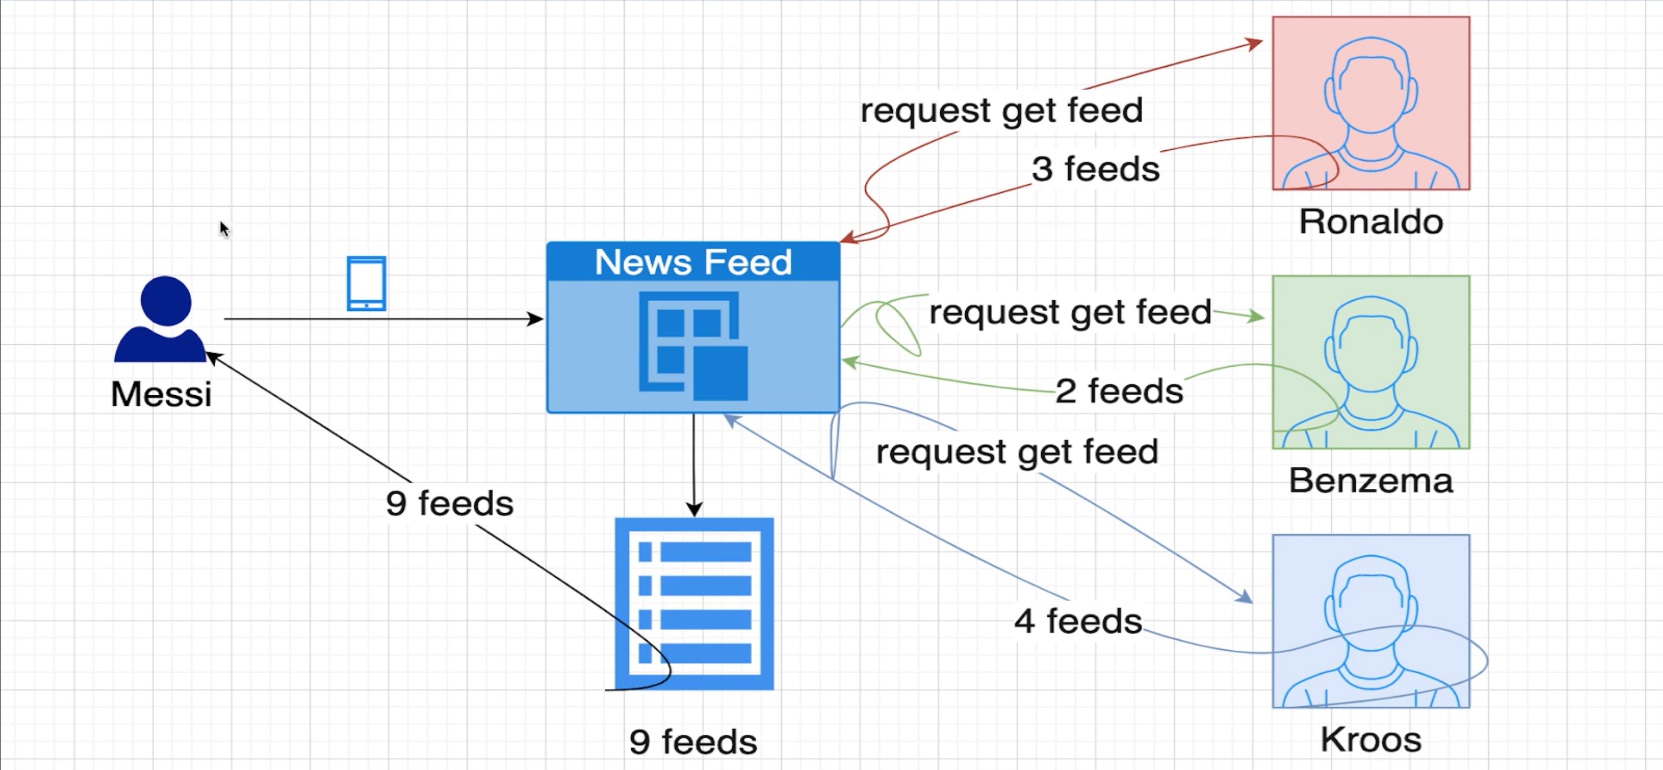 request get feed
3 feeds
Ronaldo
News Feed
request get feed
Messi
2 feeds
request get feed
Benzema
9 feeds
4 feeds
9 feeds
Kroos